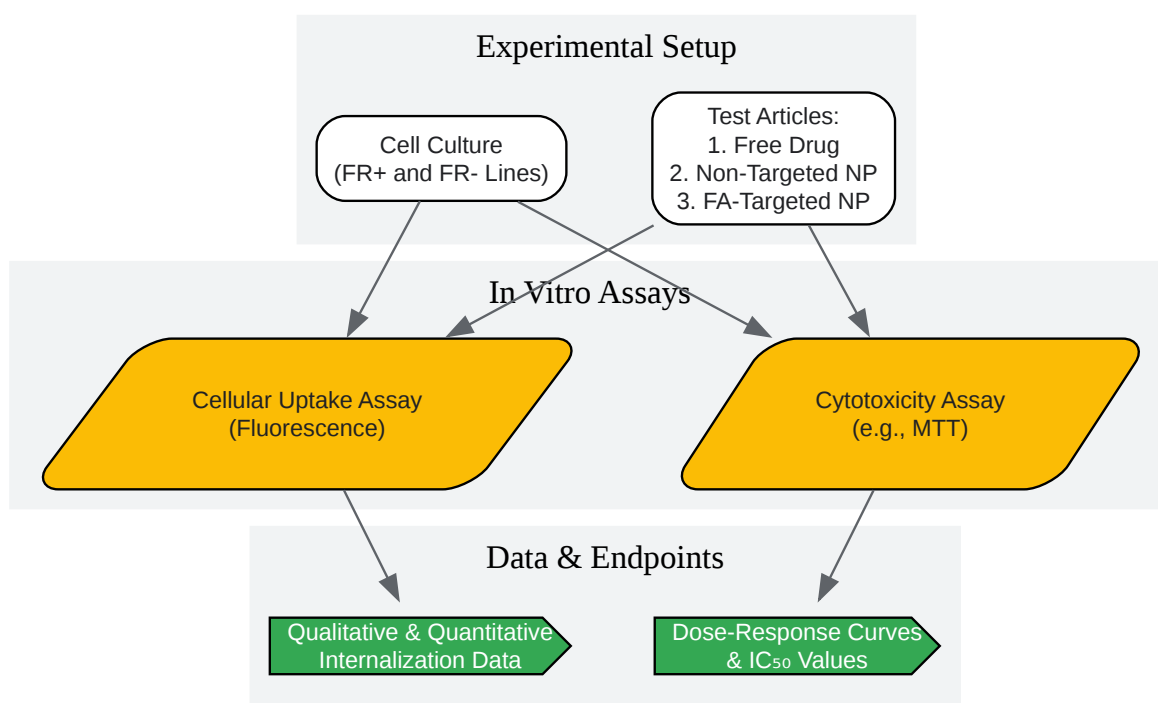 Experimental Setup
Cell Culture
(FR+ and FR- Lines)
Test Articles:
1. Free Drug
2. Non-Targeted NP
3. FA-Targeted NP
In Vitro Assays
Cellular Uptake Assay
(Fluorescence)
Cytotoxicity Assay
(e.g., MTT)
Data & Endpoints
Qualitative & Quantitative
Internalization Data
Dose-Response Curves
& IC₅₀ Values